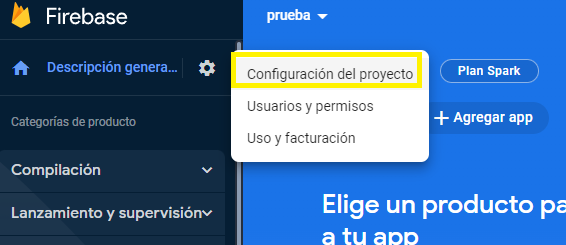 Firebase
prueba
Descripción genera...
Configuración del proyecto
Plan Spark
Usuarios y permisos
Categorías de producto
+ Agregar app
Uso y facturación
Compilación
Lanzamiento y supervisión
Elige un producto pa
a tu app